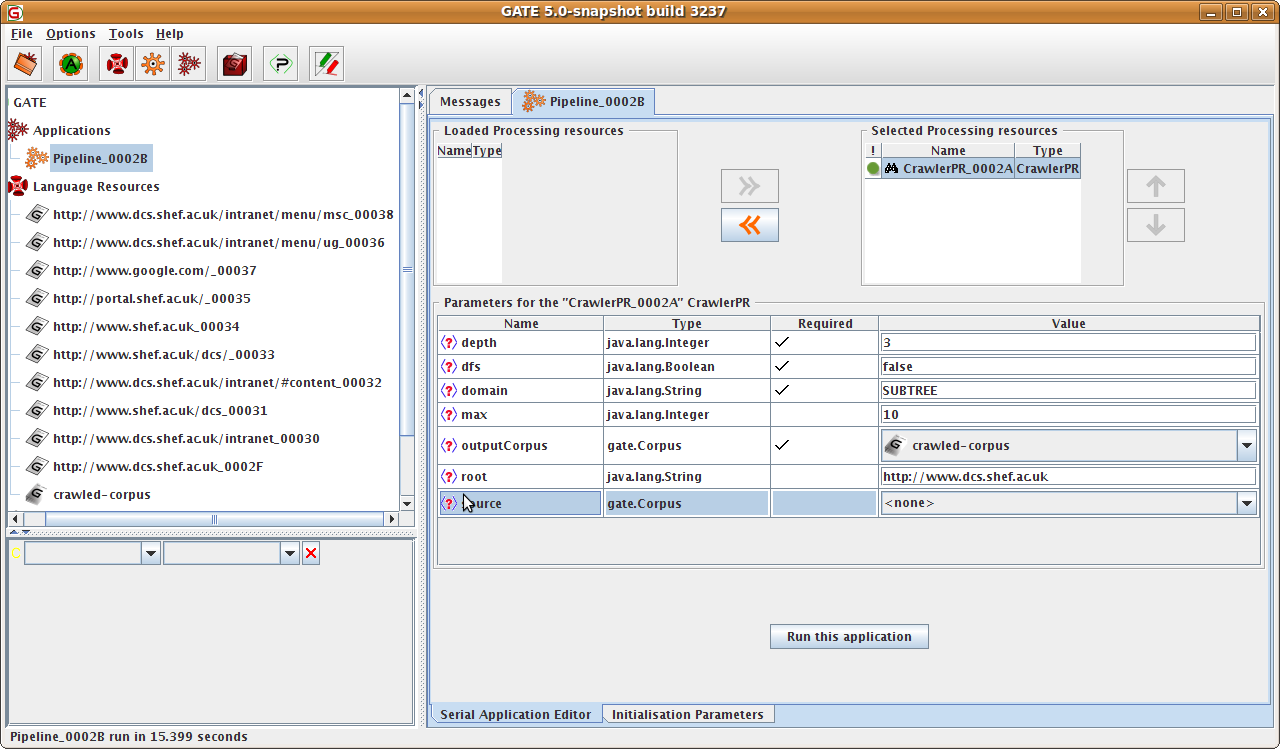 GATE 5.0-snapshot build 3237
File Options Tools Help
GATE
Applications
Pipeline_0002B
Language Resources
http://www.dcs.shef.ac.uk/intranet/menu/msc_00038
http://www.dcs.shef.ac.uk/intranet/menu/ug_00036
http://www.google.com/_00037
http://portal.shef.ac.uk/_00035
http://www.shef.ac.uk_00034
http://www.shef.ac.uk/dcs/_00033
http://www.dcs.shef.ac.uk/intranet/#content_00032
http://www.shef.ac.uk/dcs_00031
http://www.dcs.shef.ac.uk/intranet_00030
http://www.dcs.shef.ac.uk_0002F
crawled-corpus
C
Messages Pipeline_0002B
Loaded Processing resources
Name Type
Selected Processing resources
! Name Type
CrawlerPR_0002A CrawlerPR
Parameters for the "CrawlerPR_0002A" CrawlerPR
Name Type Required Value
<?> depth java.lang.Integer ✓ 3
<?> dfs java.lang.Boolean ✓ false
<?> domain java.lang.String ✓ SUBTREE
<?> max java.lang.Integer 10
<?> outputCorpus gate.Corpus ✓ crawled-corpus
<?> root java.lang.String http://www.dcs.shef.ac.uk
<?> gate.Corpus <none>
Run this application
Serial Application Editor Initialisation Parameters
Pipeline_0002B run in 15.399 seconds